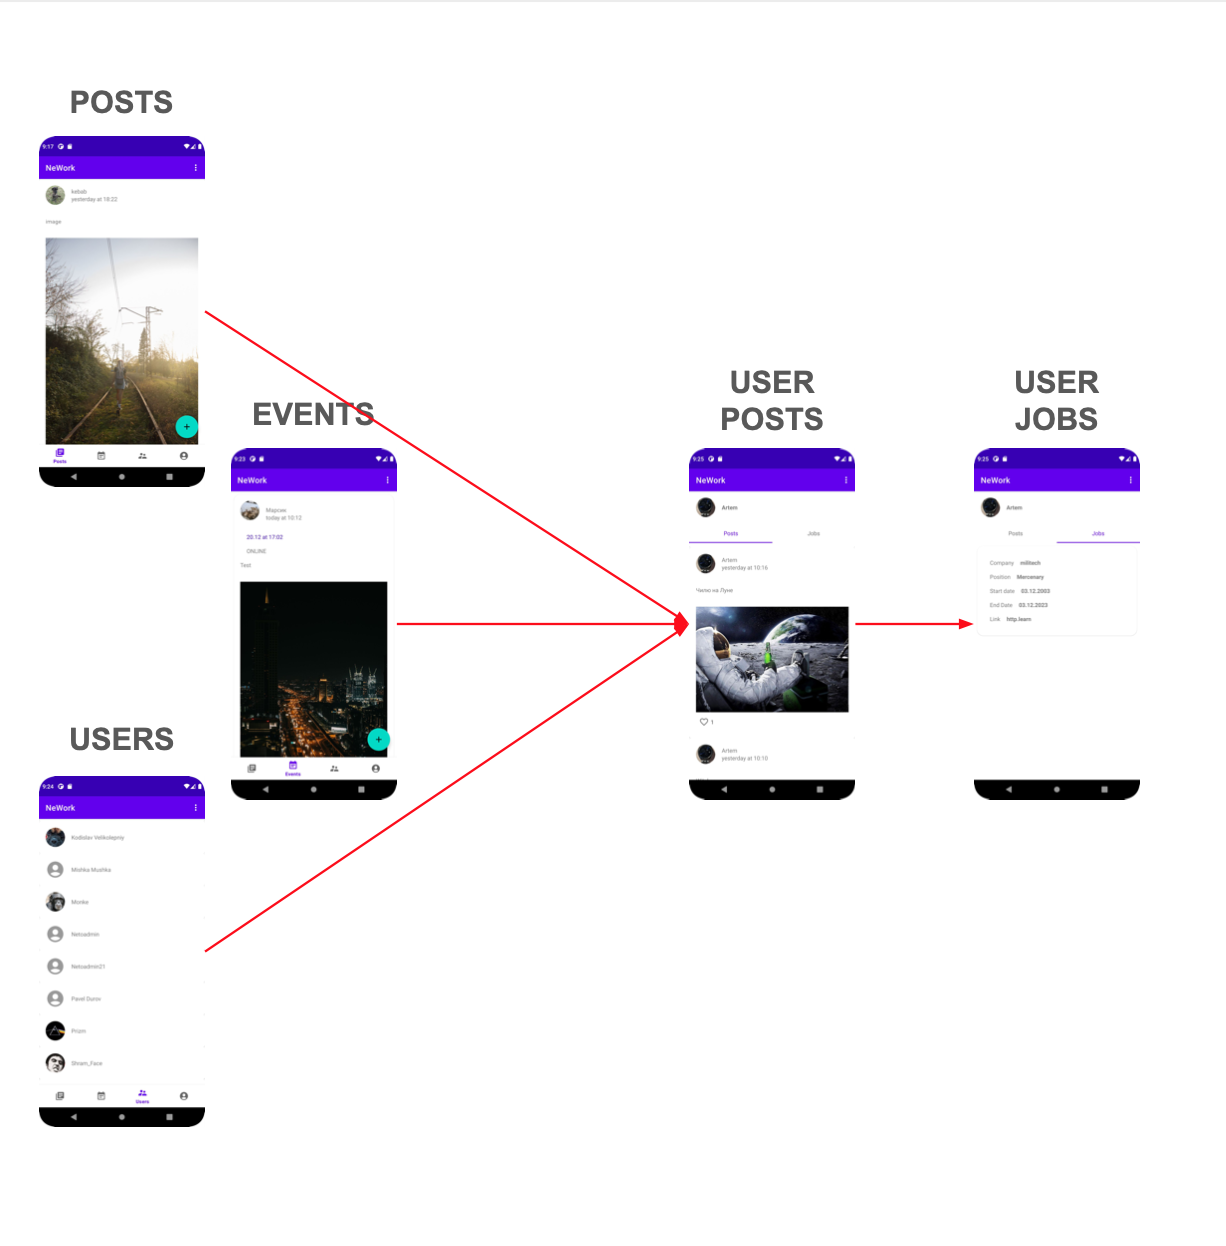 POSTS
9:17
NeWork
kebab
yesterday at 18:22
image
Posts
EVENTS
9:23
NeWork
Марсик
today at 10:12
20.12 at 17:02
ONLINE
Test
Events
USERS
9:24
NeWork
Kodislav Velikolepniy
Mishka Mushka
Monke
Netoadmin
Netoadmin21
Pavel Durov
Prizm
Shram_Face
Users
USER
POSTS
9:25
NeWork
Artem
Posts Jobs
Artem
yesterday at 10:16
Чилю на Луне
1
Artem
yesterday at 10:10
USER
JOBS
9:25
NeWork
Artem
Posts Jobs
Company militech
Position Mercenary
Start date 03.12.2003
End Date 03.12.2023
Link http.learn